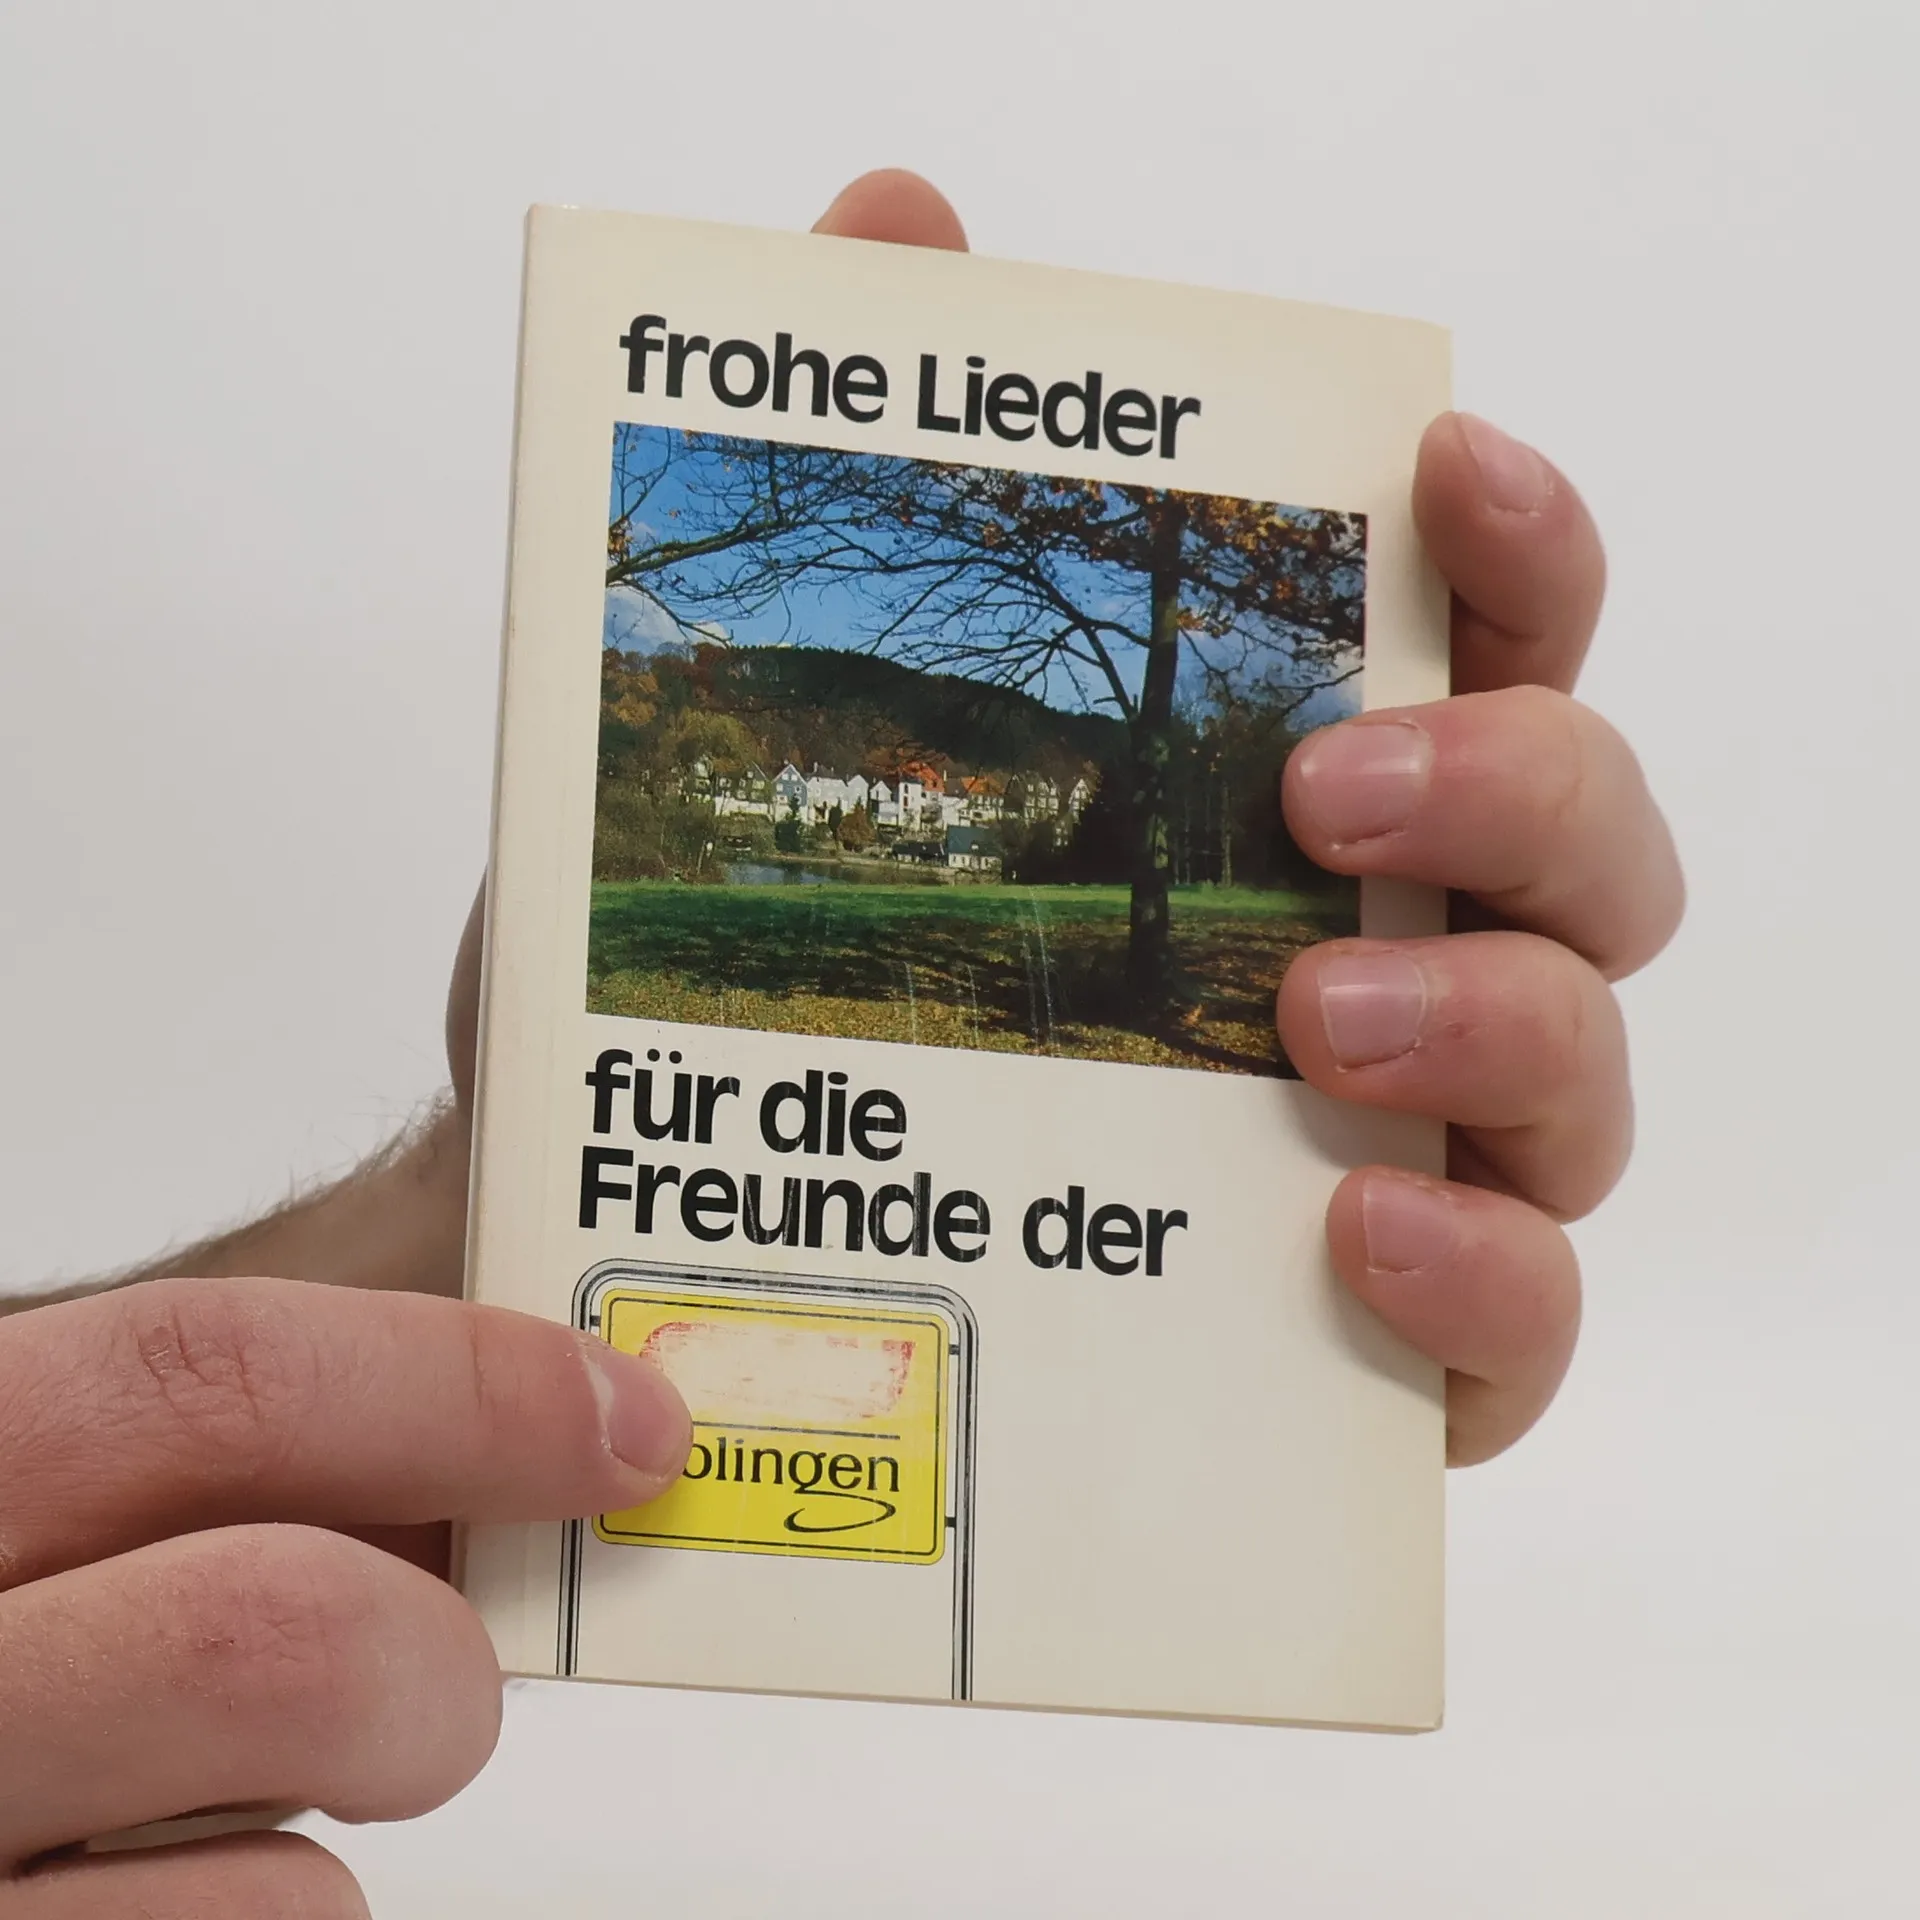 frohe Lieder
für die
Freunde der
olingen